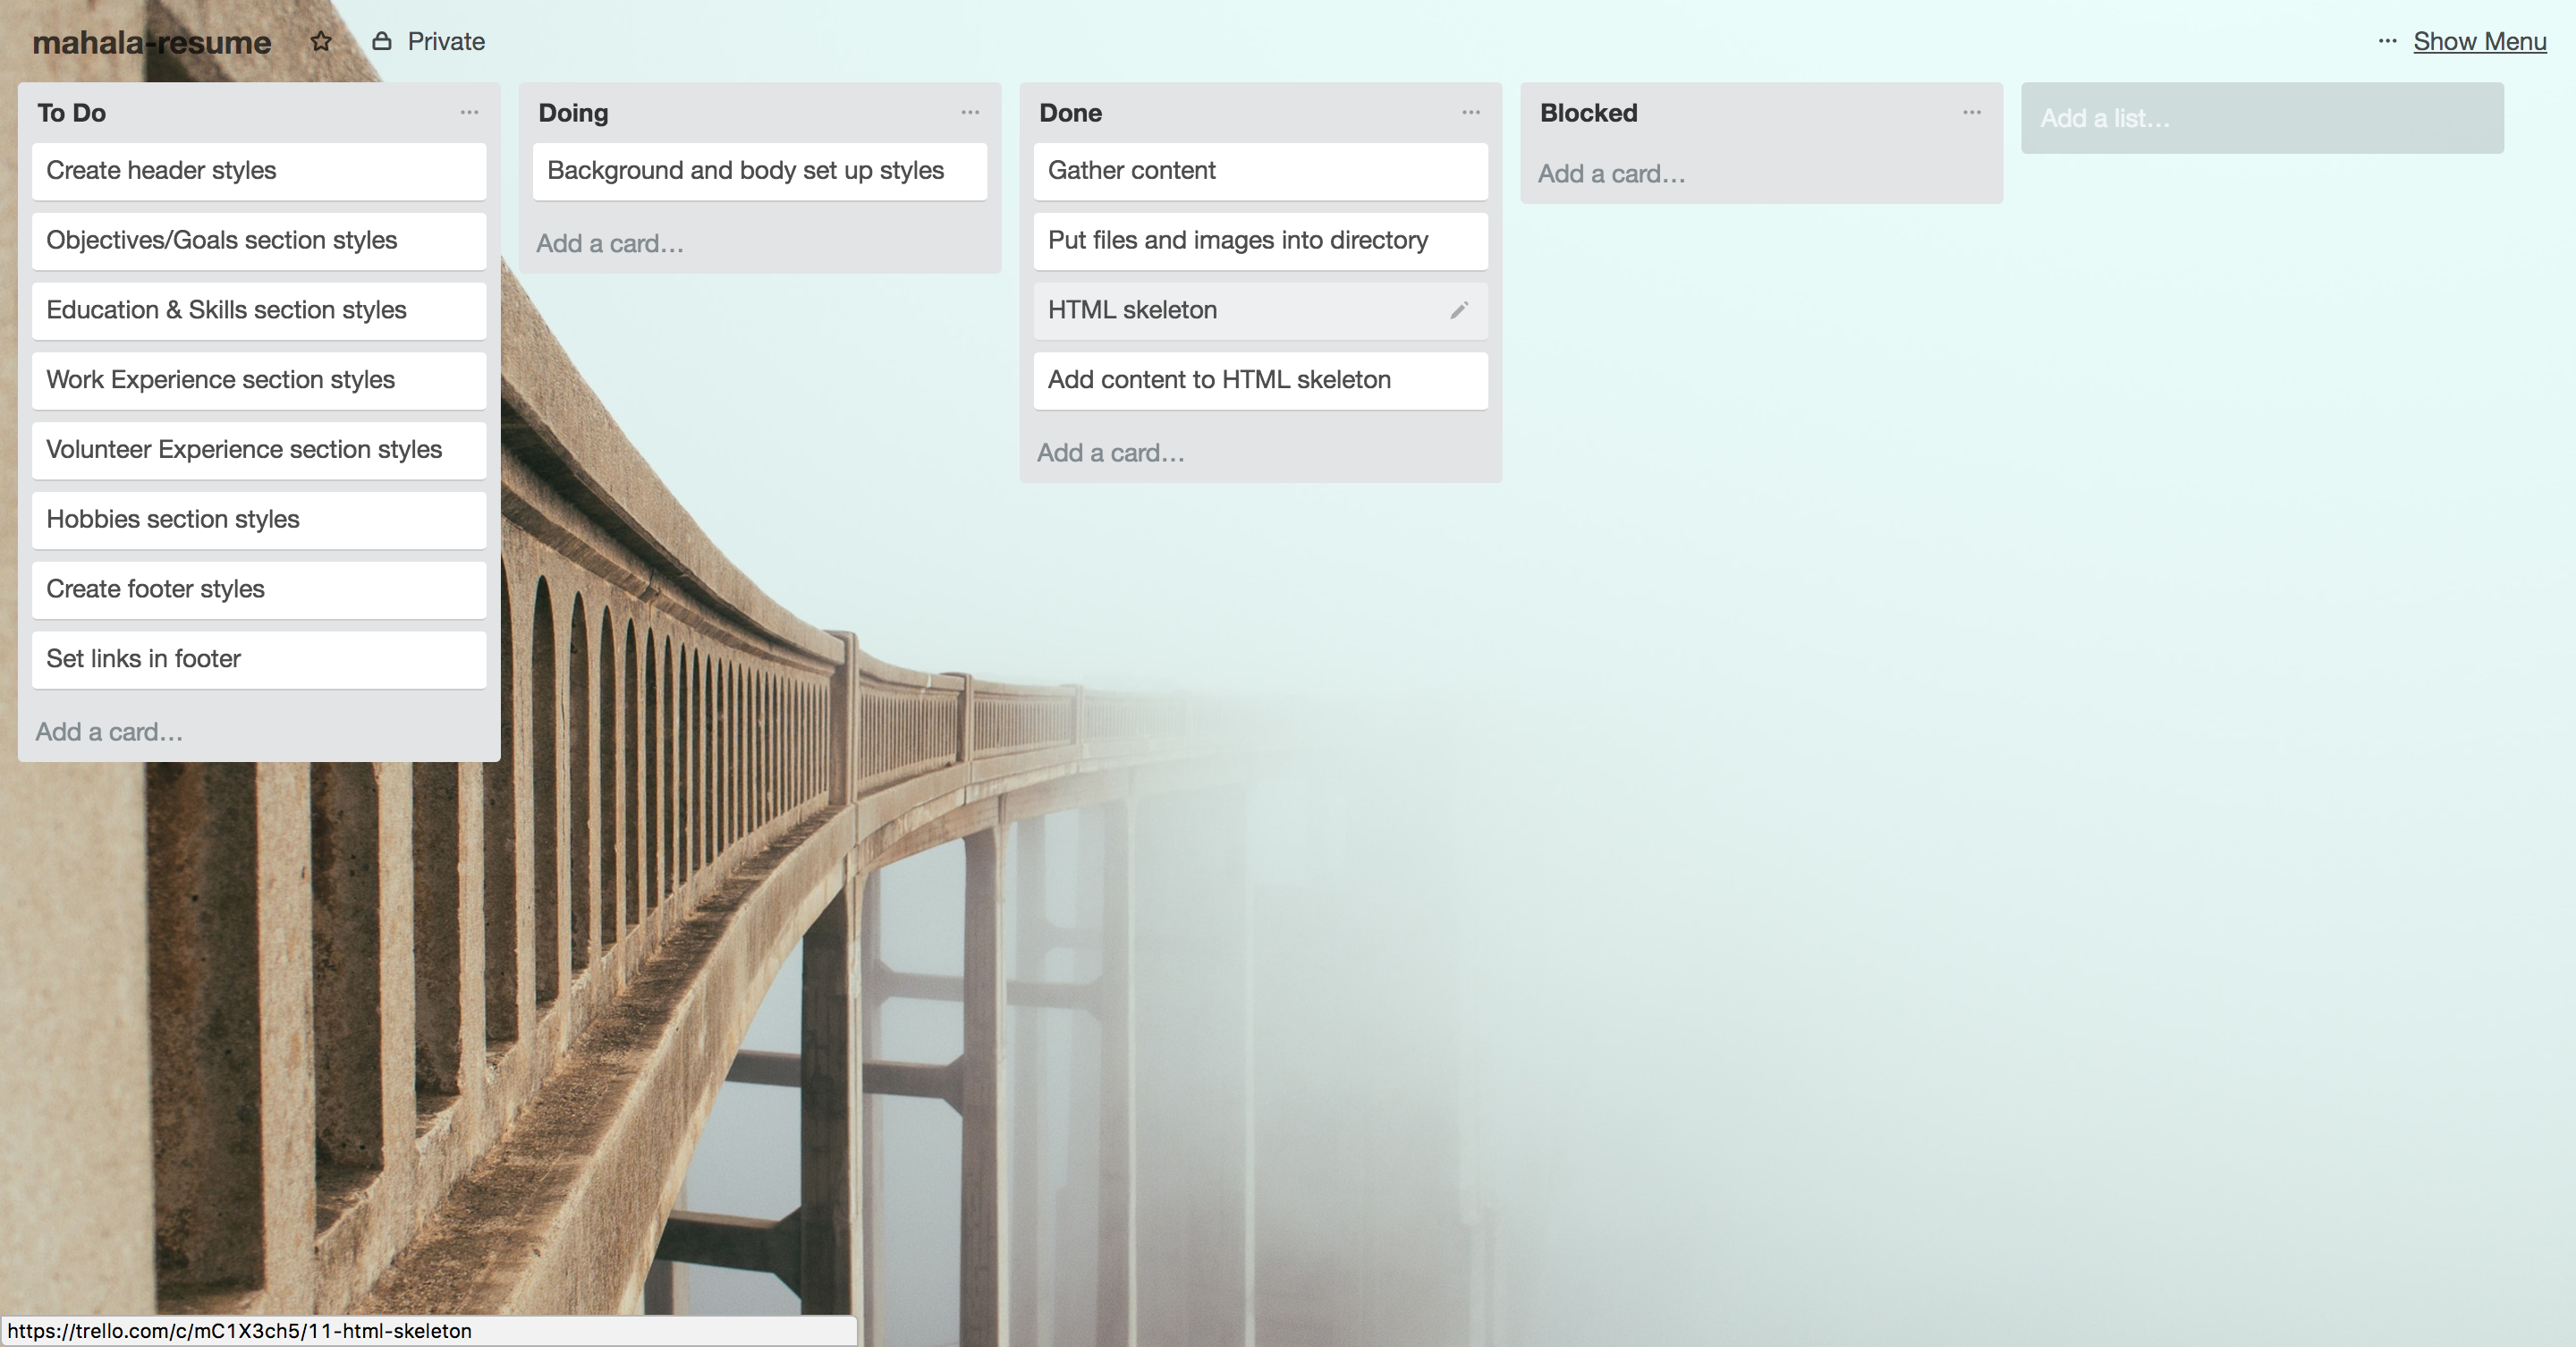 mahala-resume
Private
Show Menu
To Do
Create header styles
Objectives/Goals section styles
Education & Skills section styles
Work Experience section styles
Volunteer Experience section styles
Hobbies section styles
Create footer styles
Set links in footer
Add a card…
Doing
Background and body set up styles
Add a card…
Done
Gather content
Put files and images into directory
HTML skeleton
Add content to HTML skeleton
Add a card…
Blocked
Add a card…
Add a list…
https://trello.com/c/mC1X3ch5/11-html-skeleton